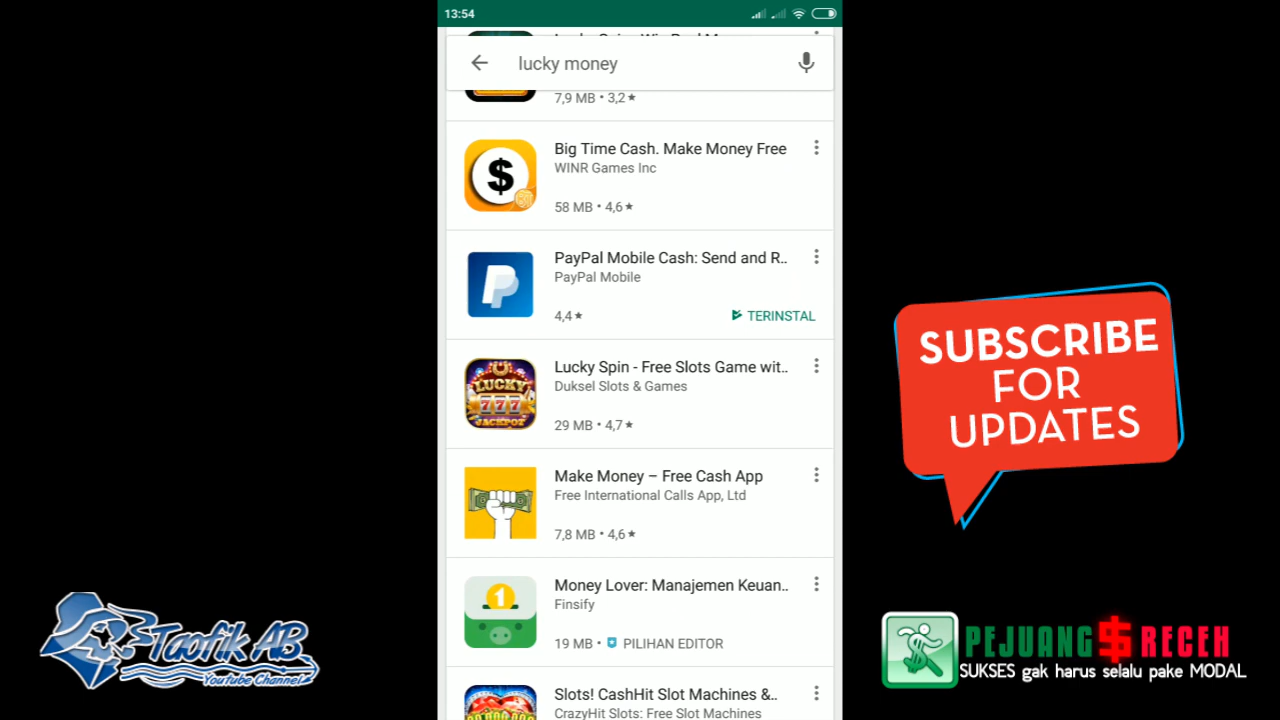 13:54
lucky money
7,9 MB • 3,2★
Big Time Cash. Make Money Free
WINR Games Inc
58 MB • 4,6★
PayPal Mobile Cash: Send and R..
PayPal Mobile
4,4★
TERINSTAL
Lucky Spin - Free Slots Game wit..
Duksel Slots & Games
LUCKY
777
JACKPOT
29 MB • 4,7★
Make Money – Free Cash App
Free International Calls App, Ltd
7,8 MB • 4,6★
Money Lover: Manajemen Keuan..
Finsify
19 MB • PILIHAN EDITOR
Slots! CashHit Slot Machines &..
CrazyHit Slots: Free Slot Machines
SUBSCRIBE
FOR
UPDATES
Taofik AB
Youtube Channel
PEJUANG $ RECEH
SUKSES gak harus selalu pake MODAL